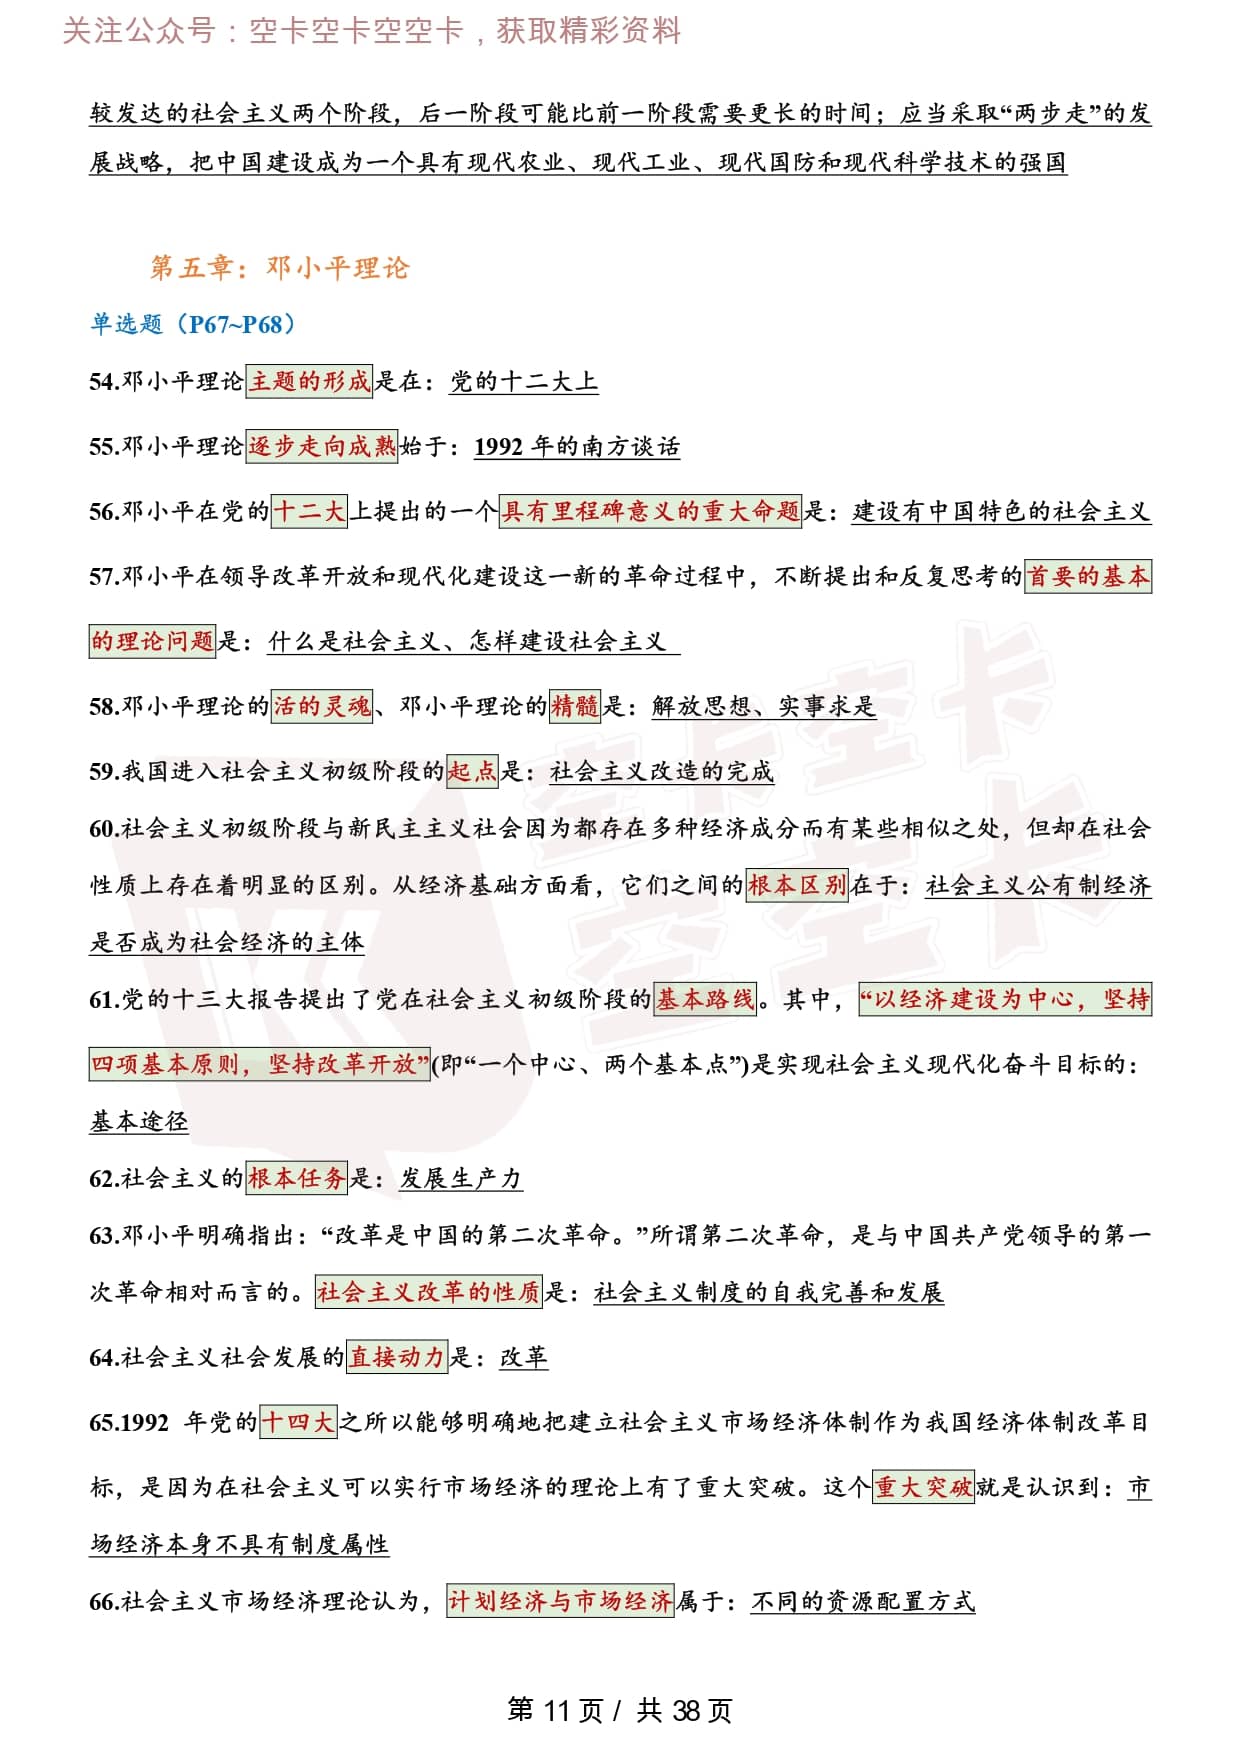 关注公众号：空卡空卡空空卡，获取精彩资料
较发达的社会主义两个阶段，后一阶段可能比前一阶段需要更长的时间；应当采取“两步走”的发
展战略，把中国建设成为一个具有现代农业、现代工业、现代国防和现代科学技术的强国
第五章：邓小平理论
单选题（P67~P68）
54.邓小平理论主题的形成是在：党的十二大上
55.邓小平理论逐步走向成熟始于：1992 年的南方谈话
56.邓小平在党的十二大上提出的一个具有里程碑意义的重大命题是：建设有中国特色的社会主义
57.邓小平在领导改革开放和现代化建设这一新的革命过程中，不断提出和反复思考的首要的基本
的理论问题是：什么是社会主义、怎样建设社会主义
58.邓小平理论的活的灵魂、邓小平理论的精髓是：解放思想、实事求是
59.我国进入社会主义初级阶段的起点是：社会主义改造的完成
60.社会主义初级阶段与新民主主义社会因为都存在多种经济成分而有某些相似之处，但却在社会
性质上存在着明显的区别。从经济基础方面看，它们之间的根本区别在于：社会主义公有制经济
是否成为社会经济的主体
61.党的十三大报告提出了党在社会主义初级阶段的基本路线。其中，“以经济建设为中心，坚持
四项基本原则，坚持改革开放”(即“一个中心、两个基本点”)是实现社会主义现代化奋斗目标的：
基本途径
62.社会主义的根本任务是：发展生产力
63.邓小平明确指出：“改革是中国的第二次革命。”所谓第二次革命，是与中国共产党领导的第一
次革命相对而言的。社会主义改革的性质是：社会主义制度的自我完善和发展
64.社会主义社会发展的直接动力是：改革
65.1992 年党的十四大之所以能够明确地把建立社会主义市场经济体制作为我国经济体制改革目
标，是因为在社会主义可以实行市场经济的理论上有了重大突破。这个重大突破就是认识到：市
场经济本身不具有制度属性
66.社会主义市场经济理论认为，计划经济与市场经济属于：不同的资源配置方式
空卡空卡
空空卡
第 11 页 / 共 38 页